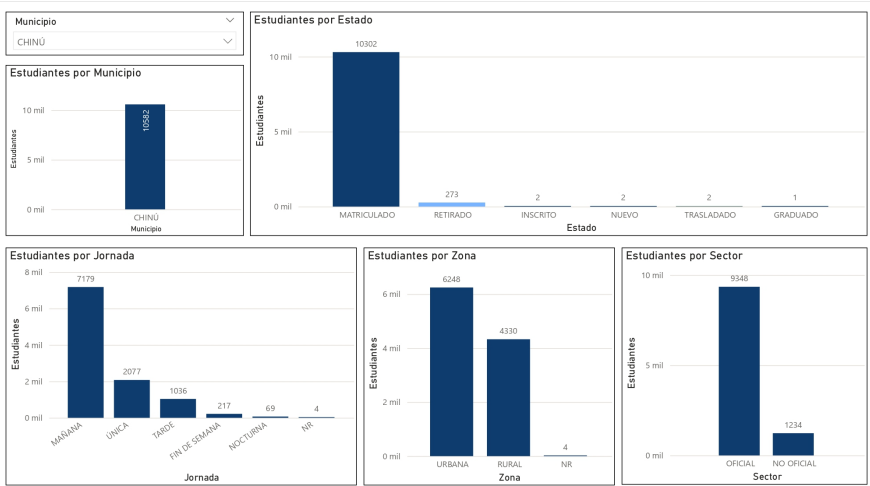 Municipio
CHINÚ
Estudiantes por Municipio
Estudiantes
10 mil
5 mil
0 mil
10582
CHINÚ
Municipio
Estudiantes por Estado
Estudiantes
10 mil
5 mil
0 mil
10302
273
2
2
2
1
MATRICULADO RETIRADO INSCRITO NUEVO TRASLADADO GRADUADO
Estado
Estudiantes por Jornada
Estudiantes
8 mil
6 mil
4 mil
2 mil
0 mil
7179
2077
1036
217
69
4
MAÑANA ÚNICA TARDE FIN DE SEMANA NOCTURNA NR
Jornada
Estudiantes por Zona
Estudiantes
6 mil
4 mil
2 mil
0 mil
6248
4330
4
URBANA RURAL NR
Zona
Estudiantes por Sector
Estudiantes
10 mil
5 mil
0 mil
9348
1234
OFICIAL NO OFICIAL
Sector